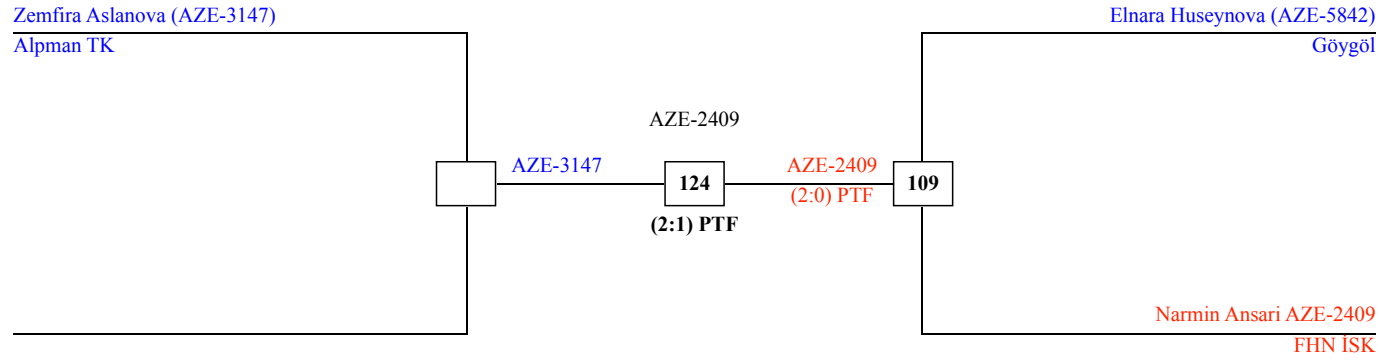 Zemfira Aslanova (AZE-3147)
Alpman TK
Elnara Huseynova (AZE-5842)
Göygöl
AZE-2409
AZE-3147
124
(2:1) PTF
AZE-2409
(2:0) PTF
109
Narmin Ansari AZE-2409
FHN İSK